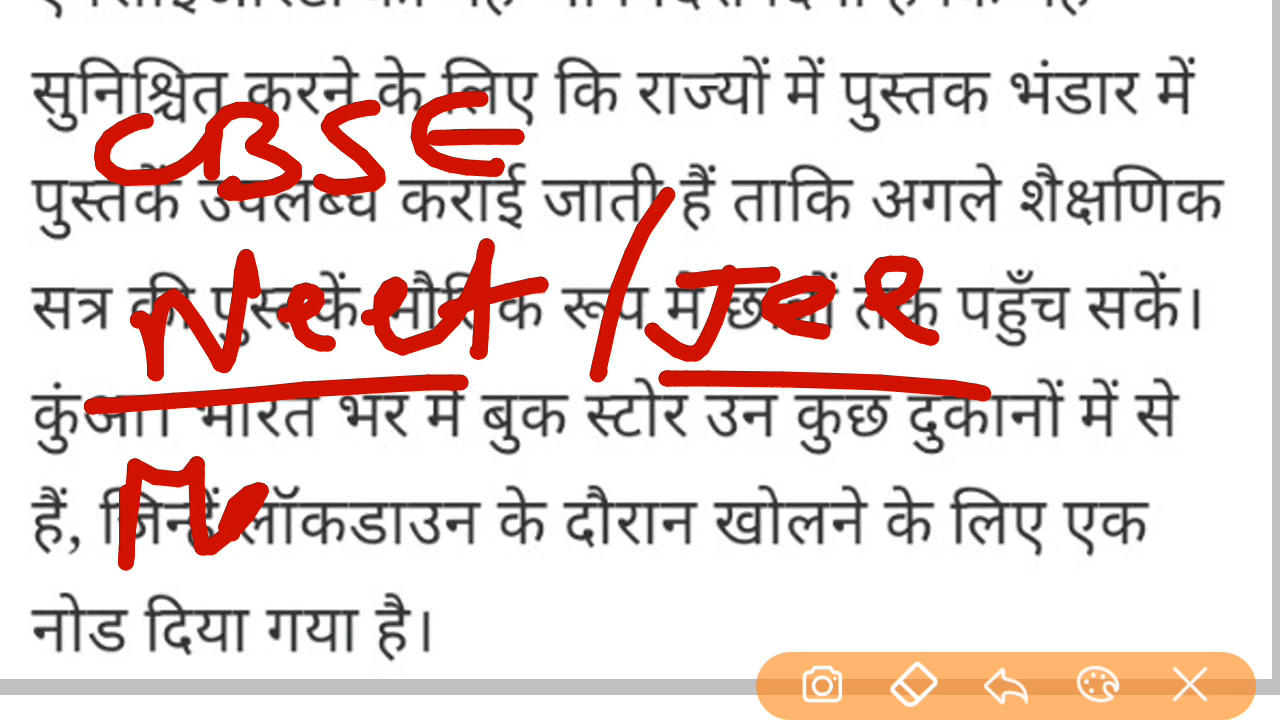 सुनिश्चित करने के लिए कि राज्यों में पुस्तक भंडार में
CBSE
पुस्तकें उपलब्ध कराई जाती हैं ताकि अगले शैक्षणिक
सत्र की पुस्तकें भौतिक रूप में छात्रों तक पहुँच सकें।
Neet / Jee
कुंआ। भारत भर में बुक स्टोर उन कुछ दुकानों में से
हैं, जिन्हें लॉकडाउन के दौरान खोलने के लिए एक
नोड दिया गया है।